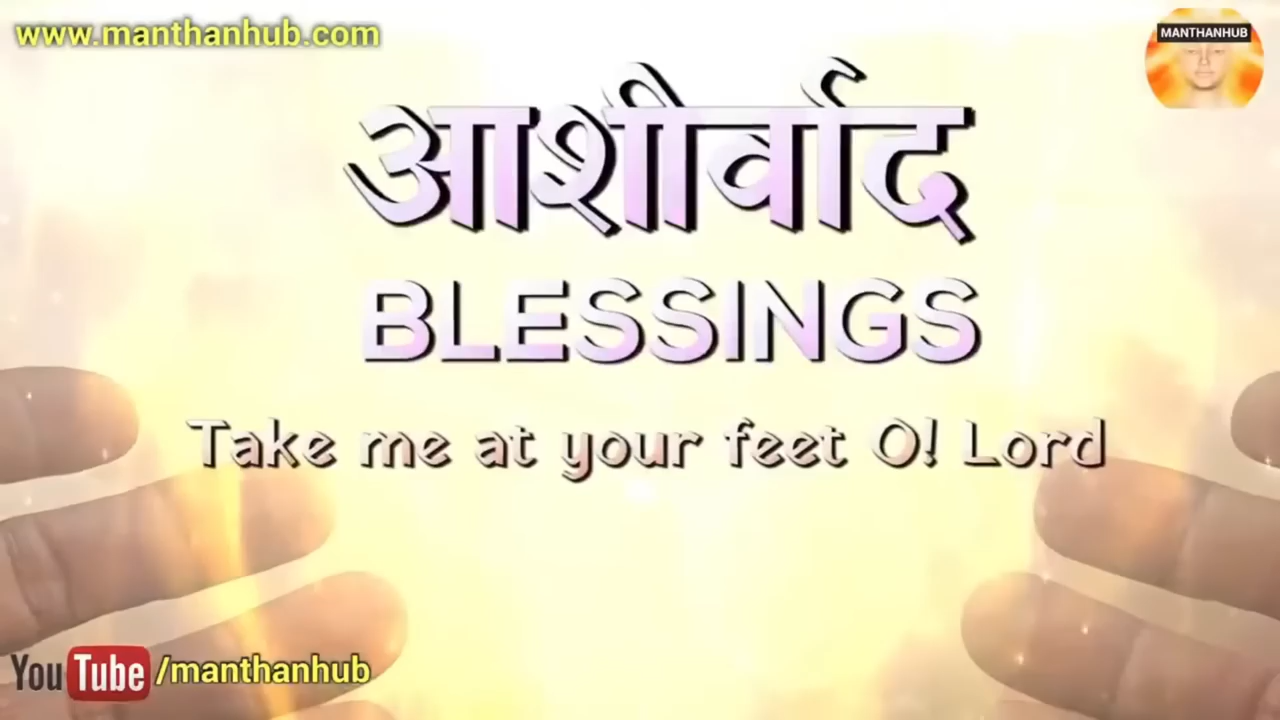 www.manthanhub.com
MANTHANHUB
आशीर्वाद
BLESSINGS
Take me at your feet O! Lord
YouTube /manthanhub